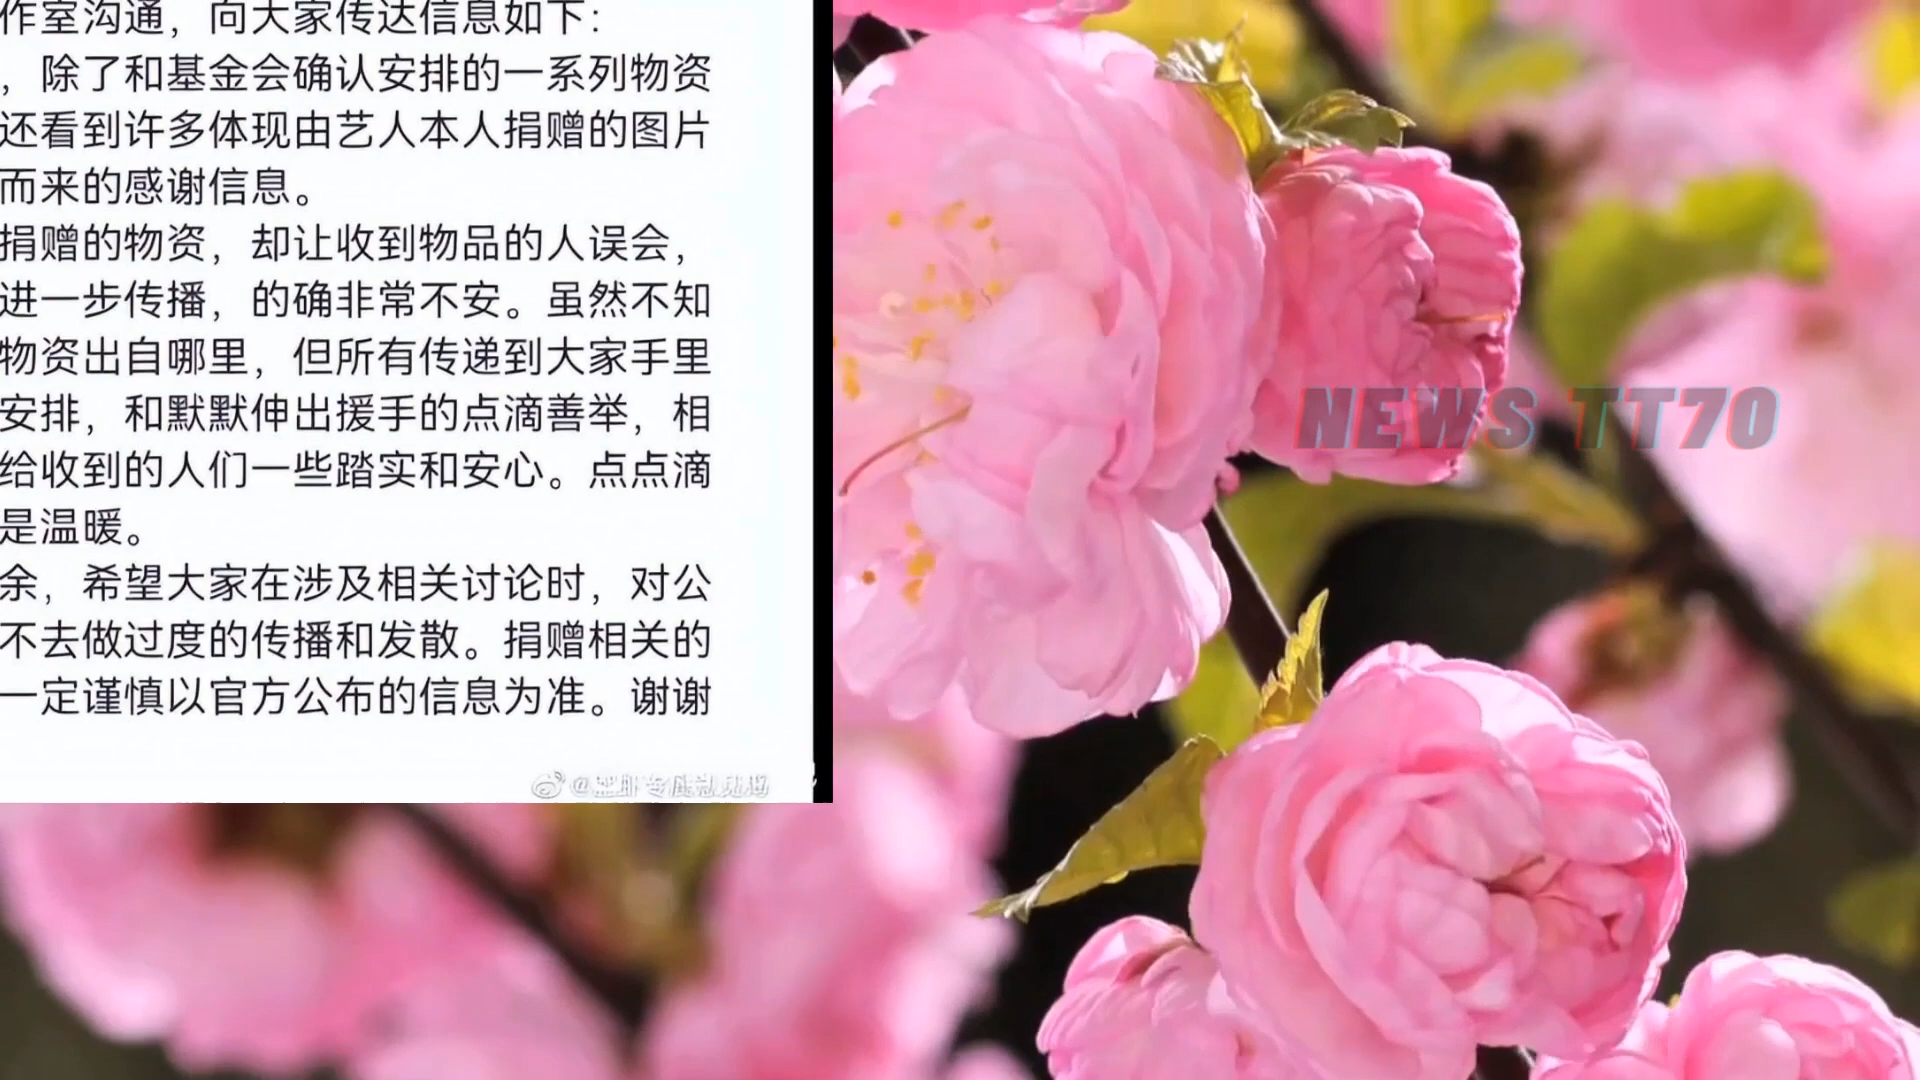 作室沟通，向大家传达信息如下：
，除了和基金会确认安排的一系列物资
还看到许多体现由艺人本人捐赠的图片
而来的感谢信息。
捐赠的物资，却让收到物品的人误会，
进一步传播，的确非常不安。虽然不知
物资出自哪里，但所有传递到大家手里
安排，和默默伸出援手的点滴善举，相
给收到的人们一些踏实和安心。点点滴
是温暖。
余，希望大家在涉及相关讨论时，对公
不去做过度的传播和发散。捐赠相关的
一定谨慎以官方公布的信息为准。谢谢
NEWS TT70